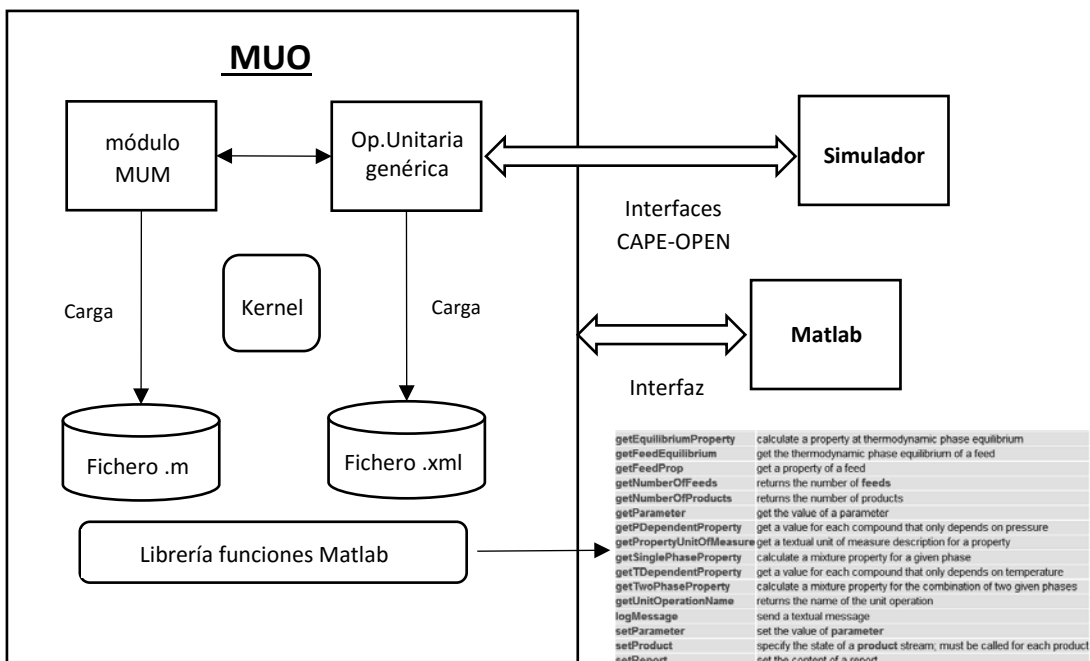 MUO
módulo
MUM
Op.Unitaria
genérica
Simulador
Interfaces
CAPE-OPEN
Carga
Kernel
Carga
Matlab
Interfaz
Fichero .m
Fichero .xml
Librería funciones Matlab
getEquilibriumProperty calculate a property at thermodynamic phase equilibrium
getFeedEquilibrium get the thermodynamic phase equilibrium of a feed
getFeedProp get a property of a feed
getNumberOfFeeds returns the number of feeds
getNumberOfProducts returns the number of products
getParameter get the value of a parameter
getPDependentProperty get a value for each compound that only depends on pressure
getPropertyUnitOfMeasure get a textual unit of measure description for a property
getSinglePhaseProperty calculate a mixture property for a given phase
getTDependentProperty get a value for each compound that only depends on temperature
getTwoPhaseProperty calculate a mixture property for the combination of two given phases
getUnitOperationName returns the name of the unit operation
logMessage send a textual message
setParameter set the value of parameter
setProduct specify the state of a product stream; must be called for each product
setReport set the content of a report